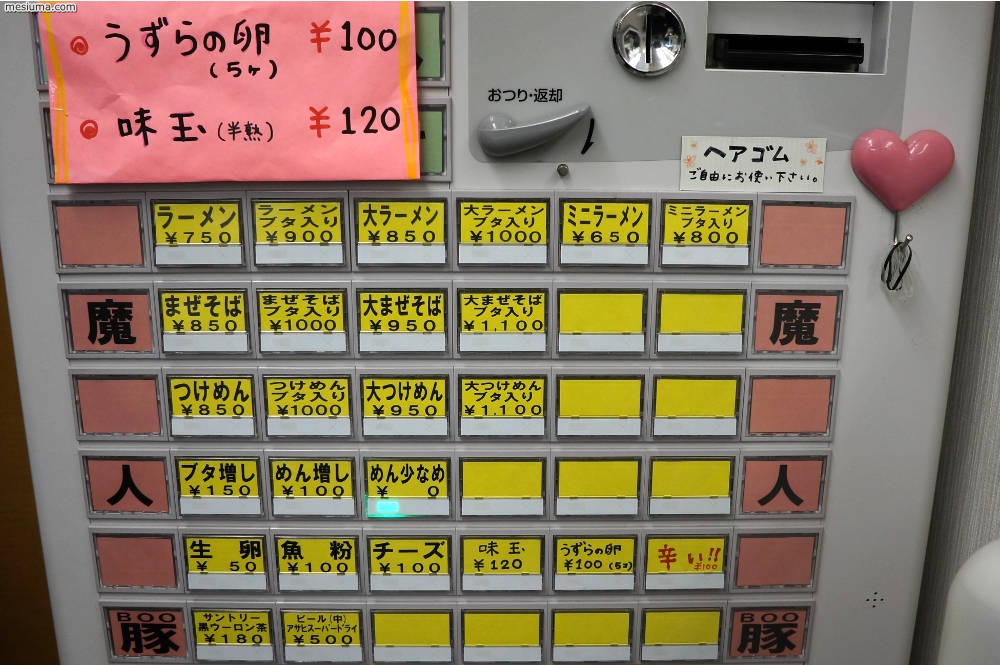 mesiuma.com
うずらの卵 ¥100
(5ヶ)
味玉(半熟) ¥120
おつり・返却
ヘアゴム
ご自由にお使い下さい。
ラーメン
¥750
ラーメン
ブタ入り
¥900
大ラーメン
¥850
大ラーメン
ブタ入り
¥1000
ミニラーメン
¥650
ミニラーメン
ブタ入り
¥800
魔
まぜそば
¥850
まぜそば
ブタ入り
¥1000
大まぜそば
¥950
大まぜそば
ブタ入り
¥1,100
魔
つけめん
¥850
つけめん
ブタ入り
¥1000
大つけめん
¥950
大つけめん
ブタ入り
¥1,100
人
ブタ増し
¥150
めん増し
¥100
めん少なめ
¥ 0
人
生卵
¥ 50
魚粉
¥100
チーズ
¥100
味玉
¥120
うずらの卵
¥100(5コ)
辛い!!
¥100
BOO
豚
サントリー
黒ウーロン茶
¥180
ビール(中)
アサヒスーパードライ
¥500
BOO
豚